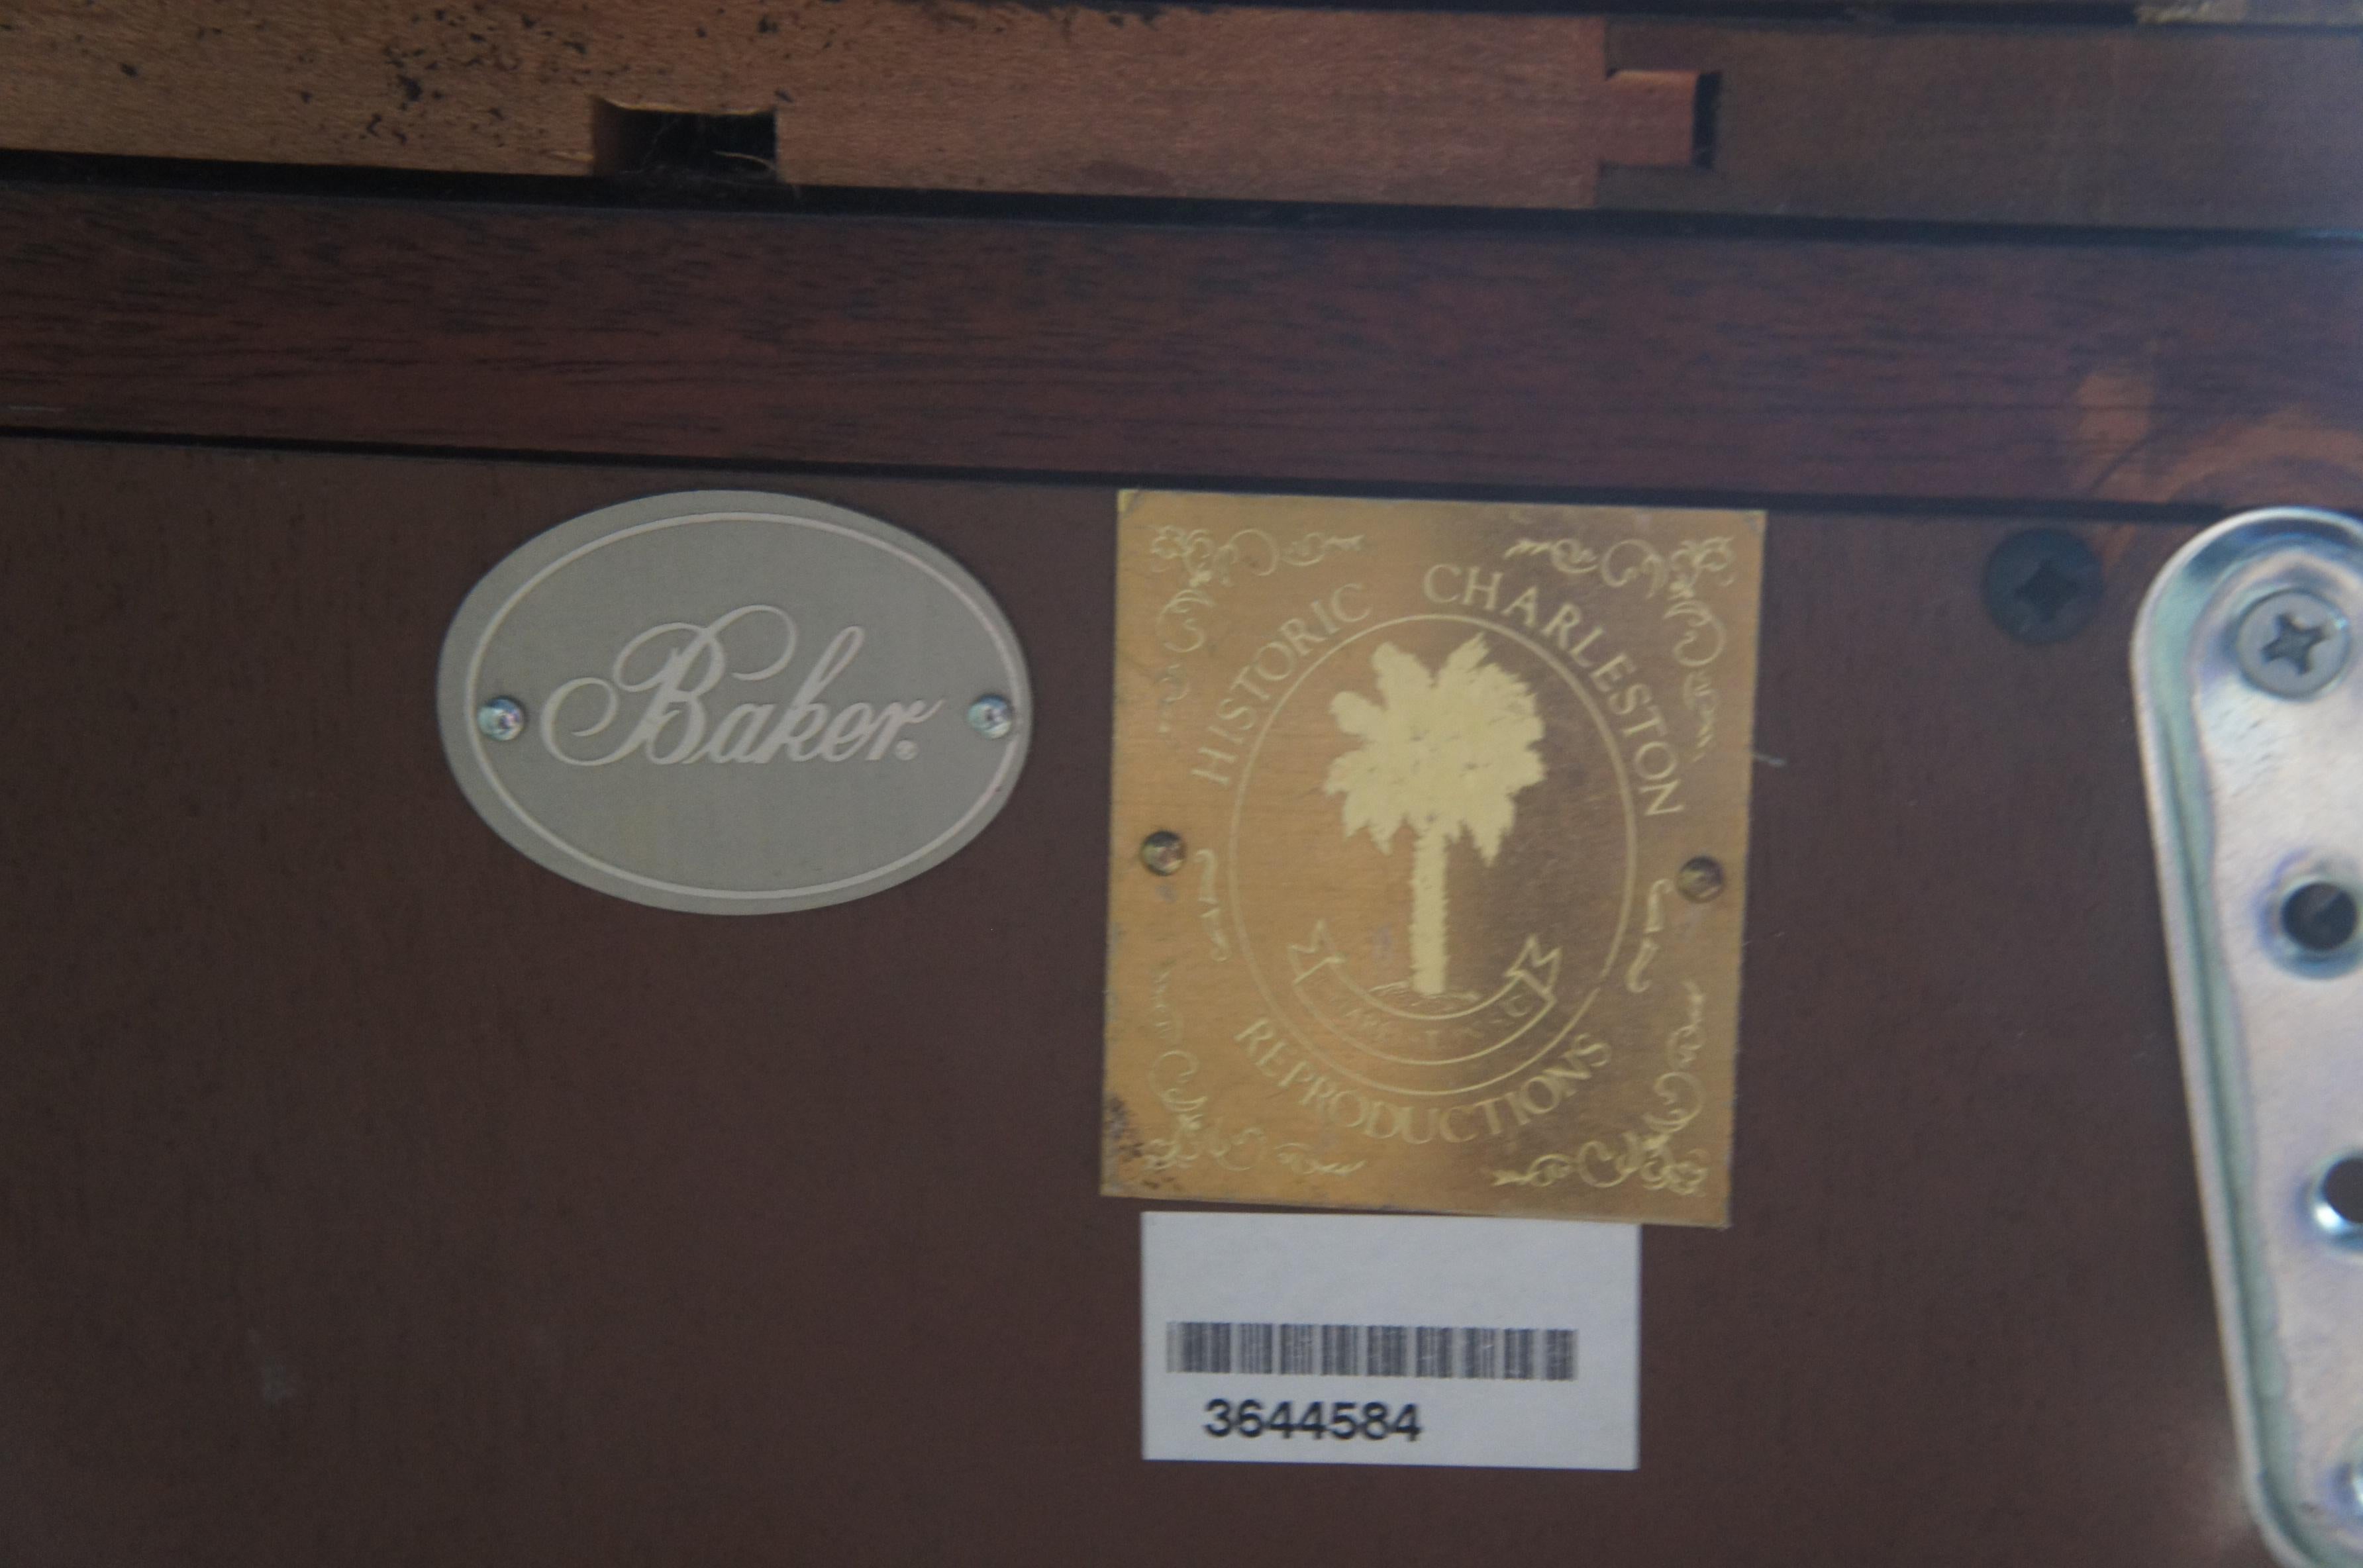 Baker®
HISTORIC CHARLESTON
REPRODUCTIONS
3644584